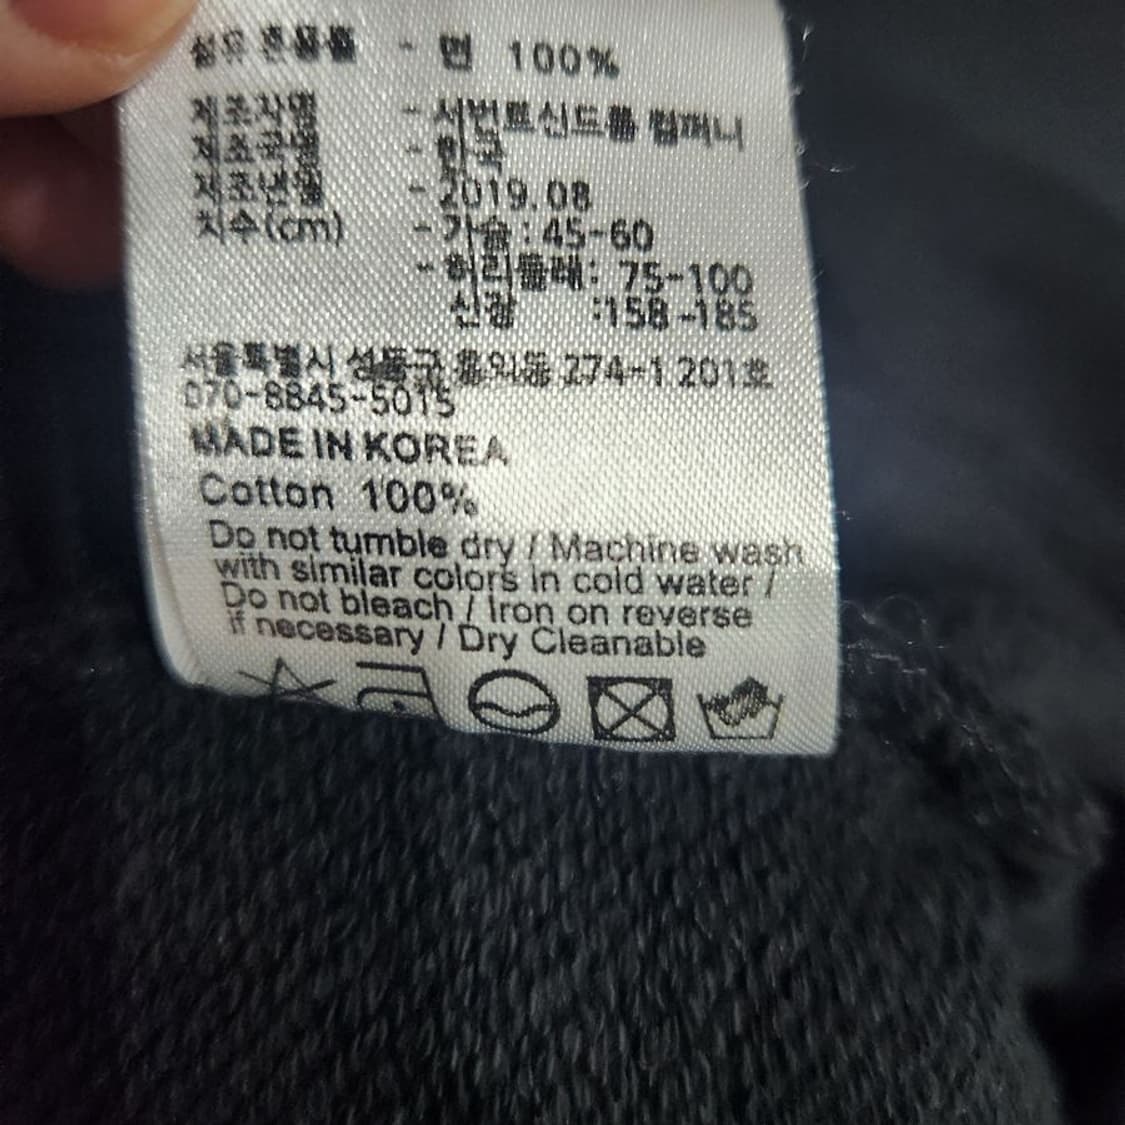 섬유 혼용율 - 면 100%
제조자명 - 서번트신드롬 컴퍼니
제조국명 - 한국
제조년월 - 2019.08
치수(cm) - 가슴 : 45-60
- 허리둘레 : 75-100
신장 : 158 -185
서울특별시 성동구 홍익동 274-1 201호
070-8845-5015
MADE IN KOREA
Cotton 100%
Do not tumble dry / Machine wash
with similar colors in cold water /
Do not bleach / Iron on reverse
if necessary / Dry Cleanable